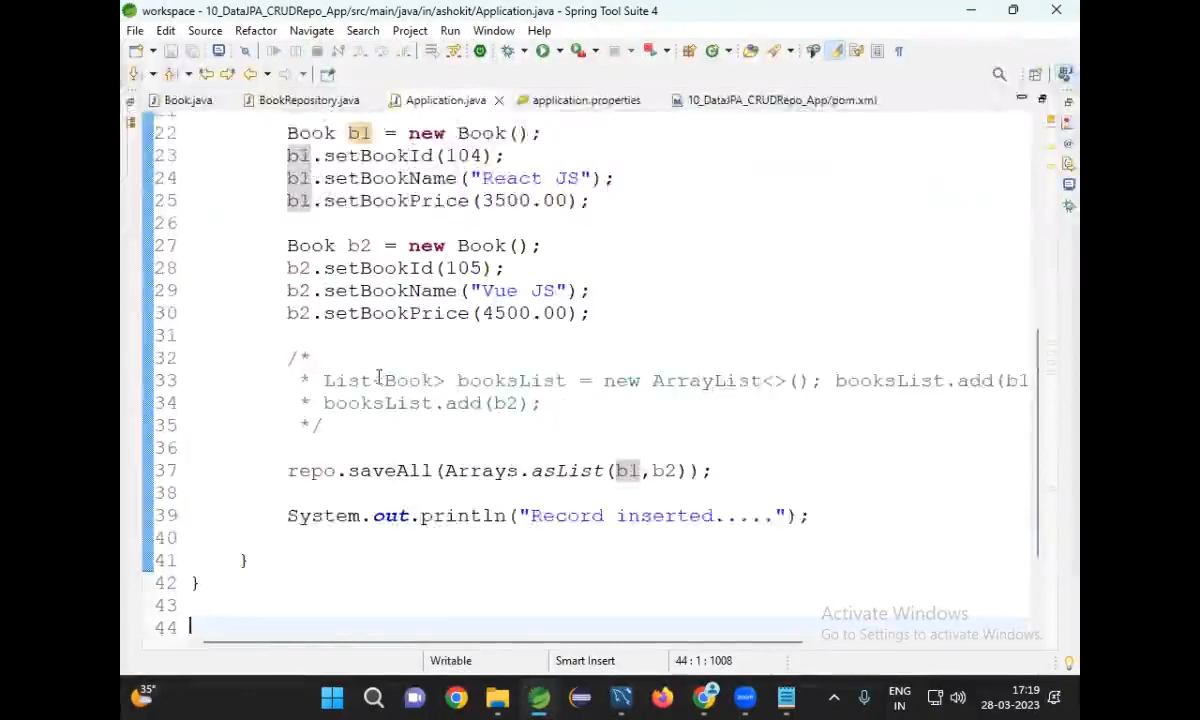 workspace - 10_DataJPA_CRUDRepo_App/src/main/java/in/ashokit/Application.java - Spring Tool Suite 4
File Edit Source Refactor Navigate Search Project Run Window Help
Book.java BookRepository.java Application.java application.properties 10_DataJPA_CRUDRepo_App/pom.xml
22 Book b1 = new Book();
23 b1.setBookId(104);
24 b1.setBookName("React JS");
25 b1.setBookPrice(3500.00);
26
27 Book b2 = new Book();
28 b2.setBookId(105);
29 b2.setBookName("Vue JS");
30 b2.setBookPrice(4500.00);
31
32 /*
33 * List<Book> booksList = new ArrayList<>(); booksList.add(b1
34 * booksList.add(b2);
35 */
36
37 repo.saveAll(Arrays.asList(b1,b2));
38
39 System.out.println("Record inserted.....");
40
41 }
42 }
43
44
Activate Windows
Go to Settings to activate Windows.
Writable Smart Insert 44 : 1 : 1008
35° ENG IN 17:19 28-03-2023